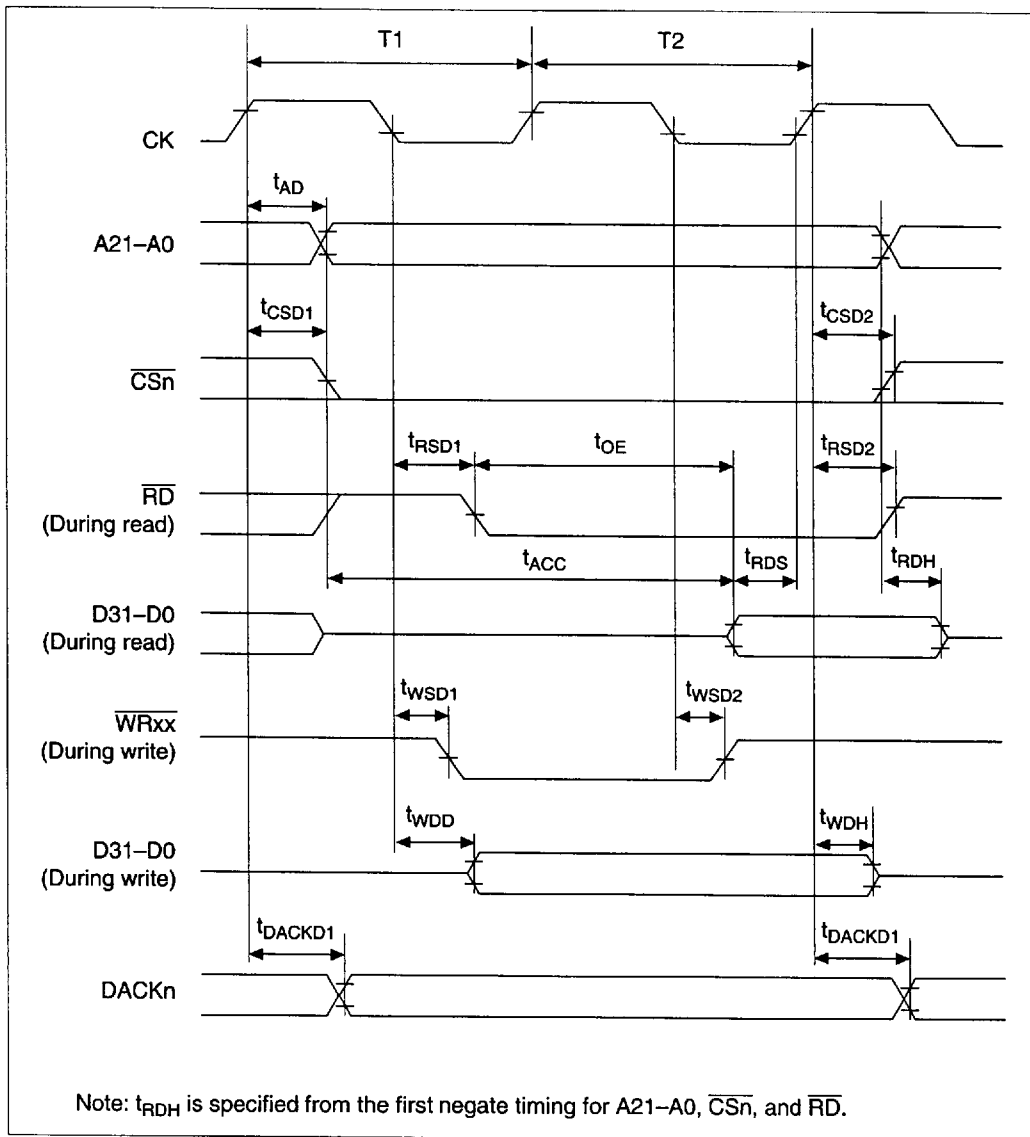 T1 T2
CK
tAD
A21–A0
tCSD1 tCSD2
CSn
tRSD1 tOE tRSD2
RD
(During read)
tACC tRDS tRDH
D31–D0
(During read)
tWSD1 tWSD2
WRxx
(During write)
tWDD tWDH
D31–D0
(During write)
tDACKD1 tDACKD1
DACKn
Note: tRDH is specified from the first negate timing for A21–A0, CSn, and RD.